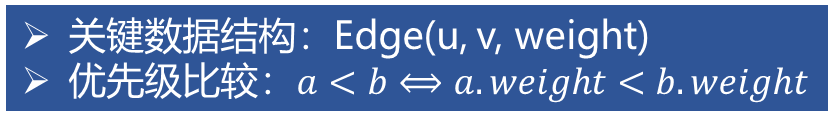 ➢ 关键数据结构：Edge(u, v, weight)
➢ 优先级比较：a < b ⟺ a.weight < b.weight